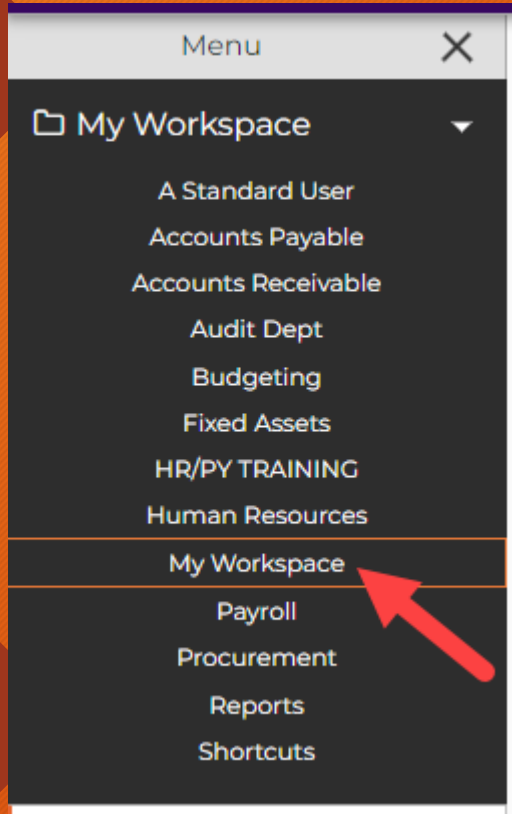 Menu
My Workspace
A Standard User
Accounts Payable
Accounts Receivable
Audit Dept
Budgeting
Fixed Assets
HR/PY TRAINING
Human Resources
My Workspace
Payroll
Procurement
Reports
Shortcuts